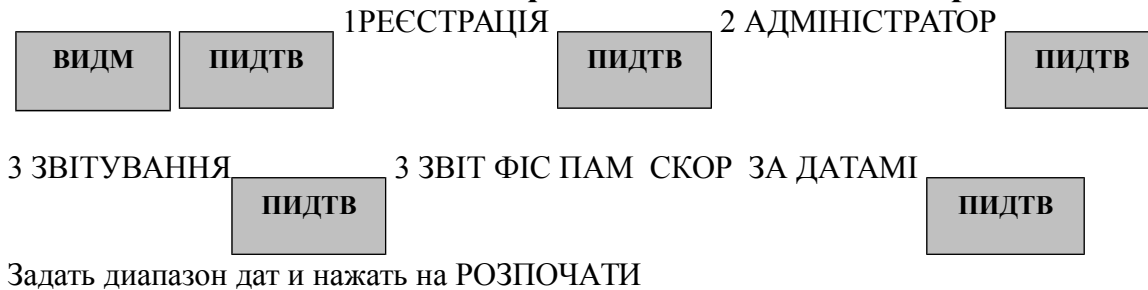 1РЕЄСТРАЦІЯ 2 АДМІНІСТРАТОР
ВИДМ ПИДТВ ПИДТВ ПИДТВ
3 ЗВІТУВАННЯ 3 ЗВІТ ФІС ПАМ СКОР ЗА ДАТАМІ
ПИДТВ ПИДТВ
Задать диапазон дат и нажать на РОЗПОЧАТИ